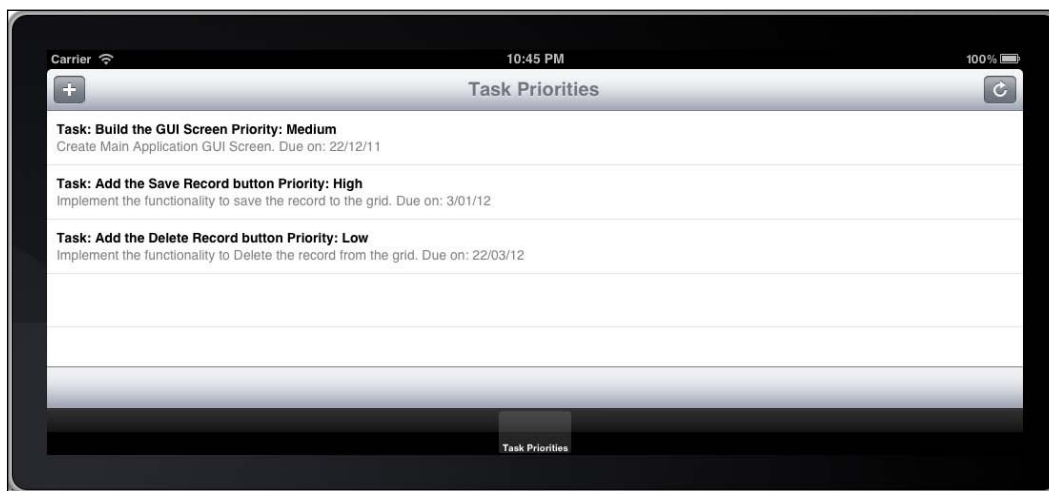 Carrier 10:45 PM 100%
Task Priorities
Task: Build the GUI Screen Priority: Medium
Create Main Application GUI Screen. Due on: 22/12/11
Task: Add the Save Record button Priority: High
Implement the functionality to save the record to the grid. Due on: 3/01/12
Task: Add the Delete Record button Priority: Low
Implement the functionality to Delete the record from the grid. Due on: 22/03/12
Task Priorities